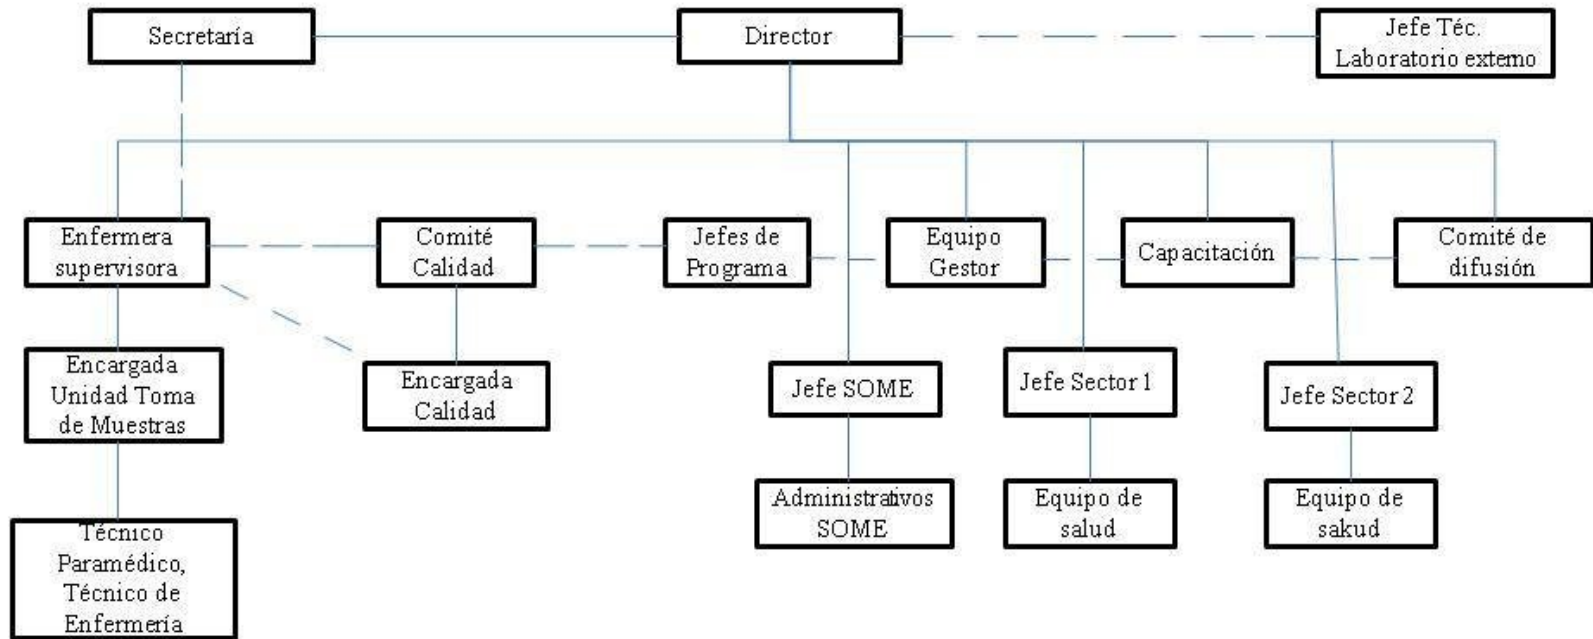 Secretaría
Director
Jefe Téc.
Laboratorio externo
Enfermera
supervisora
Comité
Calidad
Jefes de
Programa
Equipo
Gestor
Capacitación
Comité de
difusión
Encargada
Unidad Toma
de Muestras
Encargada
Calidad
Jefe SOME
Jefe Sector 1
Jefe Sector 2
Técnico
Paramédico,
Técnico de
Enfermería
Administrativos
SOME
Equipo de
salud
Equipo de
sakud